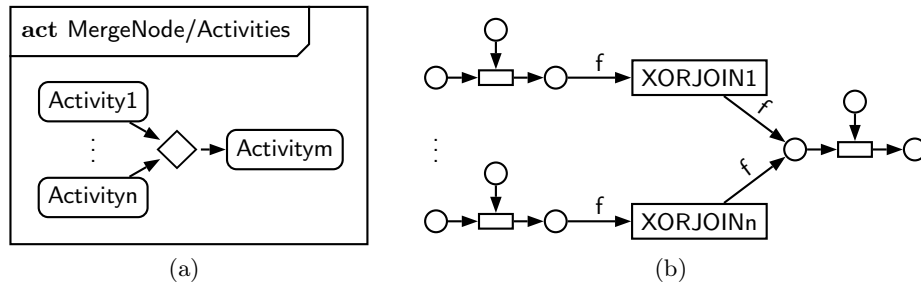 act MergeNode/Activities
Activity1
⋮
Activityn
Activitym
(a)
f
XORJOIN1
f
⋮
f
f
XORJOINn
(b)